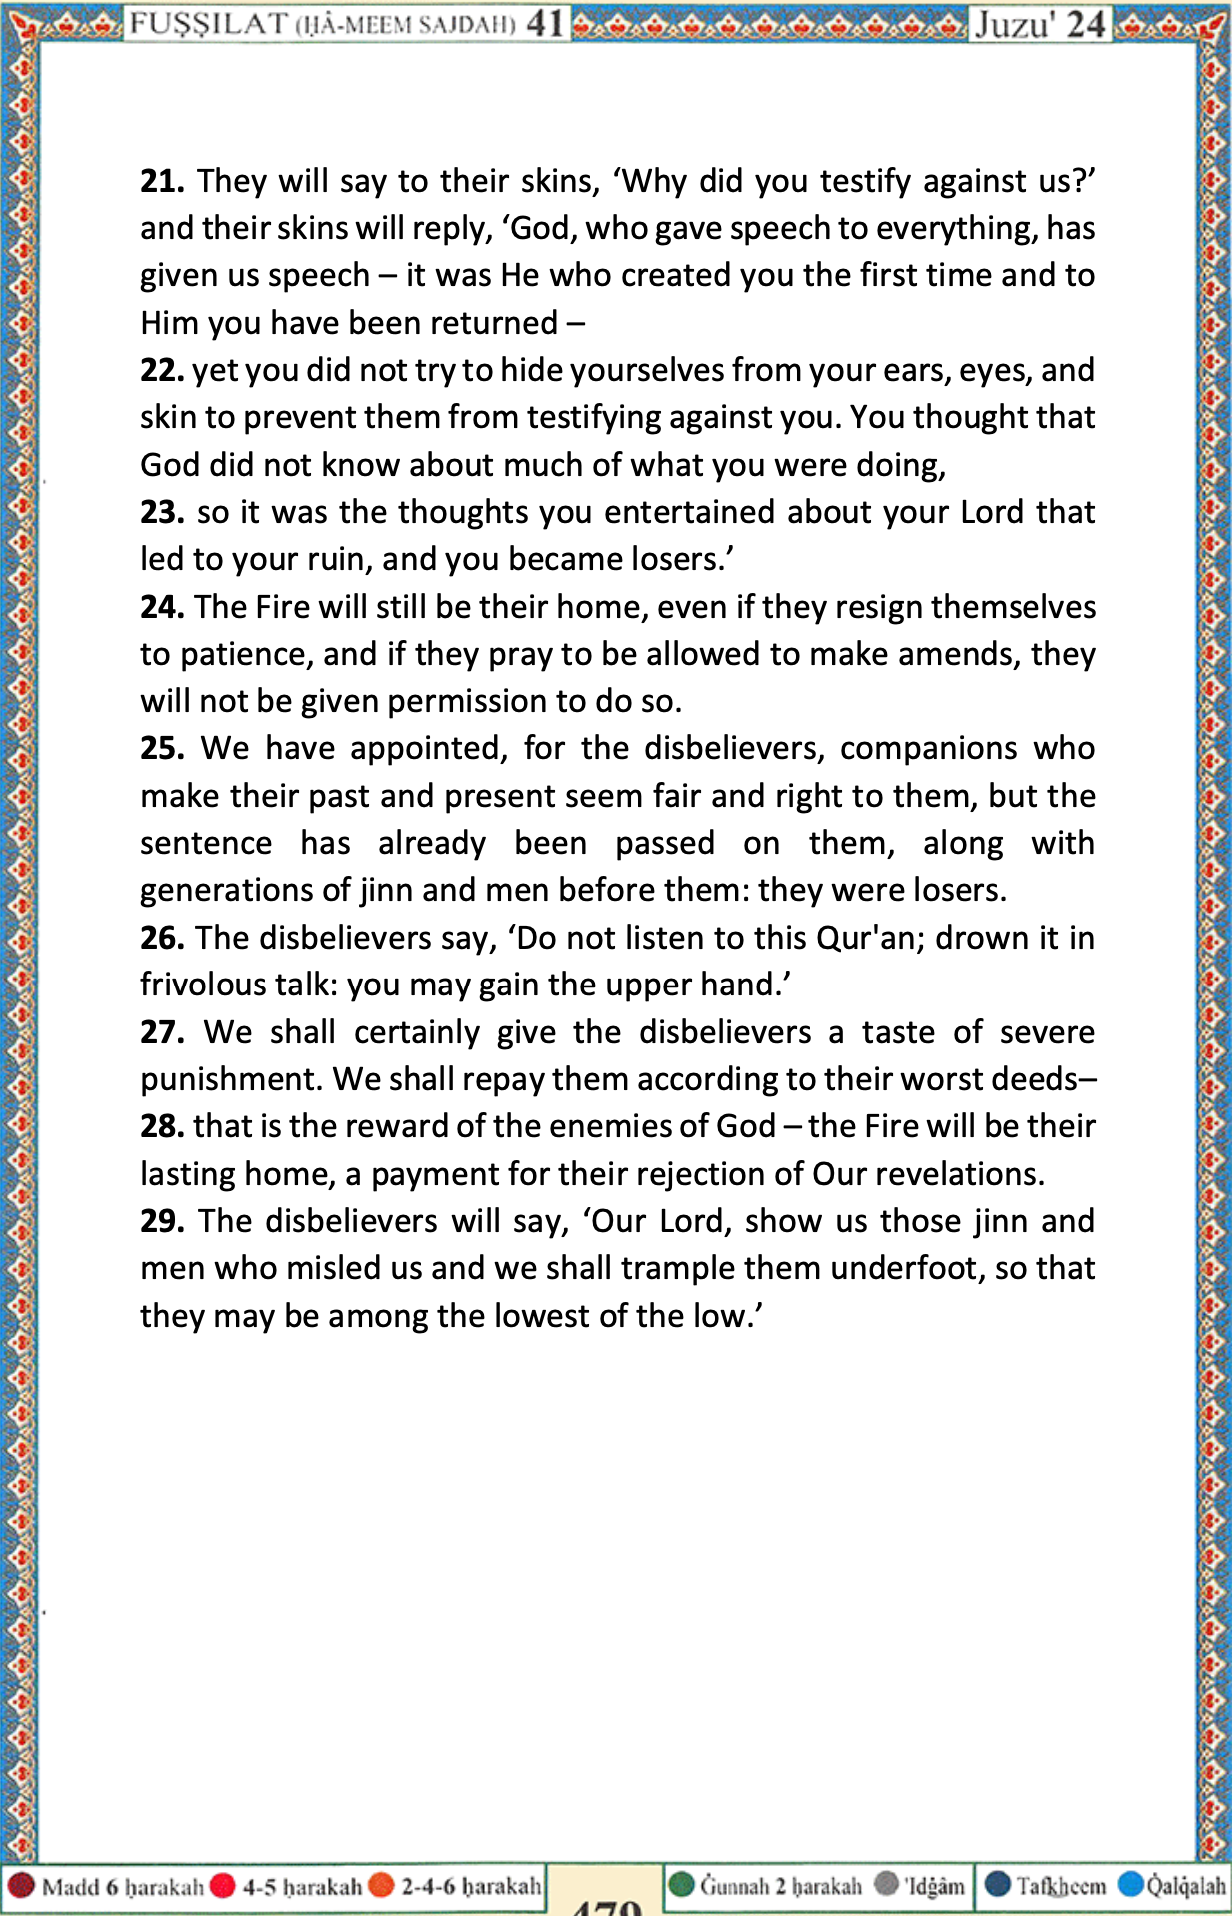 FUṢṢILAT (ḤÂ-MEEM SAJDAH) 41 Juzu' 24
21. They will say to their skins, ‘Why did you testify against us?’
and their skins will reply, ‘God, who gave speech to everything, has
given us speech – it was He who created you the first time and to
Him you have been returned –
22. yet you did not try to hide yourselves from your ears, eyes, and
skin to prevent them from testifying against you. You thought that
God did not know about much of what you were doing,
23. so it was the thoughts you entertained about your Lord that
led to your ruin, and you became losers.’
24. The Fire will still be their home, even if they resign themselves
to patience, and if they pray to be allowed to make amends, they
will not be given permission to do so.
25. We have appointed, for the disbelievers, companions who
make their past and present seem fair and right to them, but the
sentence has already been passed on them, along with
generations of jinn and men before them: they were losers.
26. The disbelievers say, ‘Do not listen to this Qur'an; drown it in
frivolous talk: you may gain the upper hand.’
27. We shall certainly give the disbelievers a taste of severe
punishment. We shall repay them according to their worst deeds–
28. that is the reward of the enemies of God – the Fire will be their
lasting home, a payment for their rejection of Our revelations.
29. The disbelievers will say, ‘Our Lord, show us those jinn and
men who misled us and we shall trample them underfoot, so that
they may be among the lowest of the low.’
Madd 6 ḥarakah 4-5 ḥarakah 2-4-6 ḥarakah 479 Ġunnah 2 ḥarakah 'Idġâm Tafkheem Q̇alq̇alah